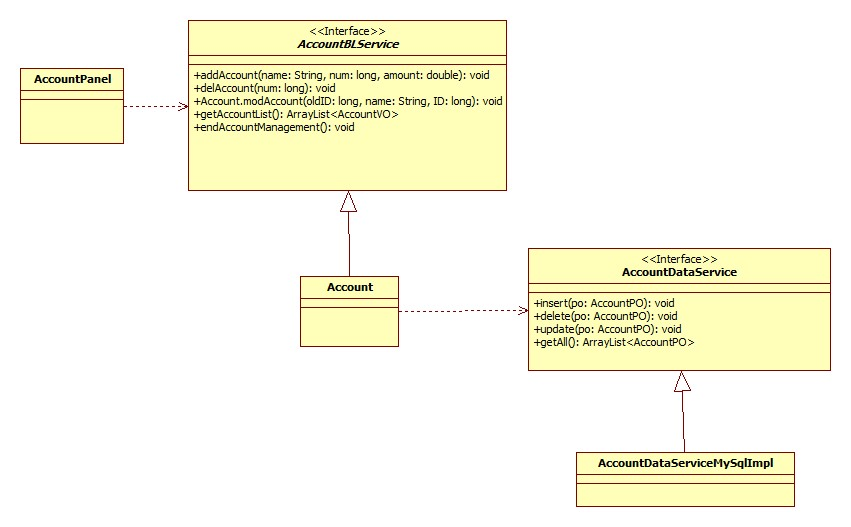 <<Interface>>
AccountBLService
+addAccount(name: String, num: long, amount: double): void
+delAccount(num: long): void
+Account.modAccount(oldID: long, name: String, ID: long): void
+getAccountList(): ArrayList<AccountVO>
+endAccountManagement(): void
AccountPanel
<<Interface>>
AccountDataService
+insert(po: AccountPO): void
+delete(po: AccountPO): void
+update(po: AccountPO): void
+getAll(): ArrayList<AccountPO>
Account
AccountDataServiceMySqlImpl